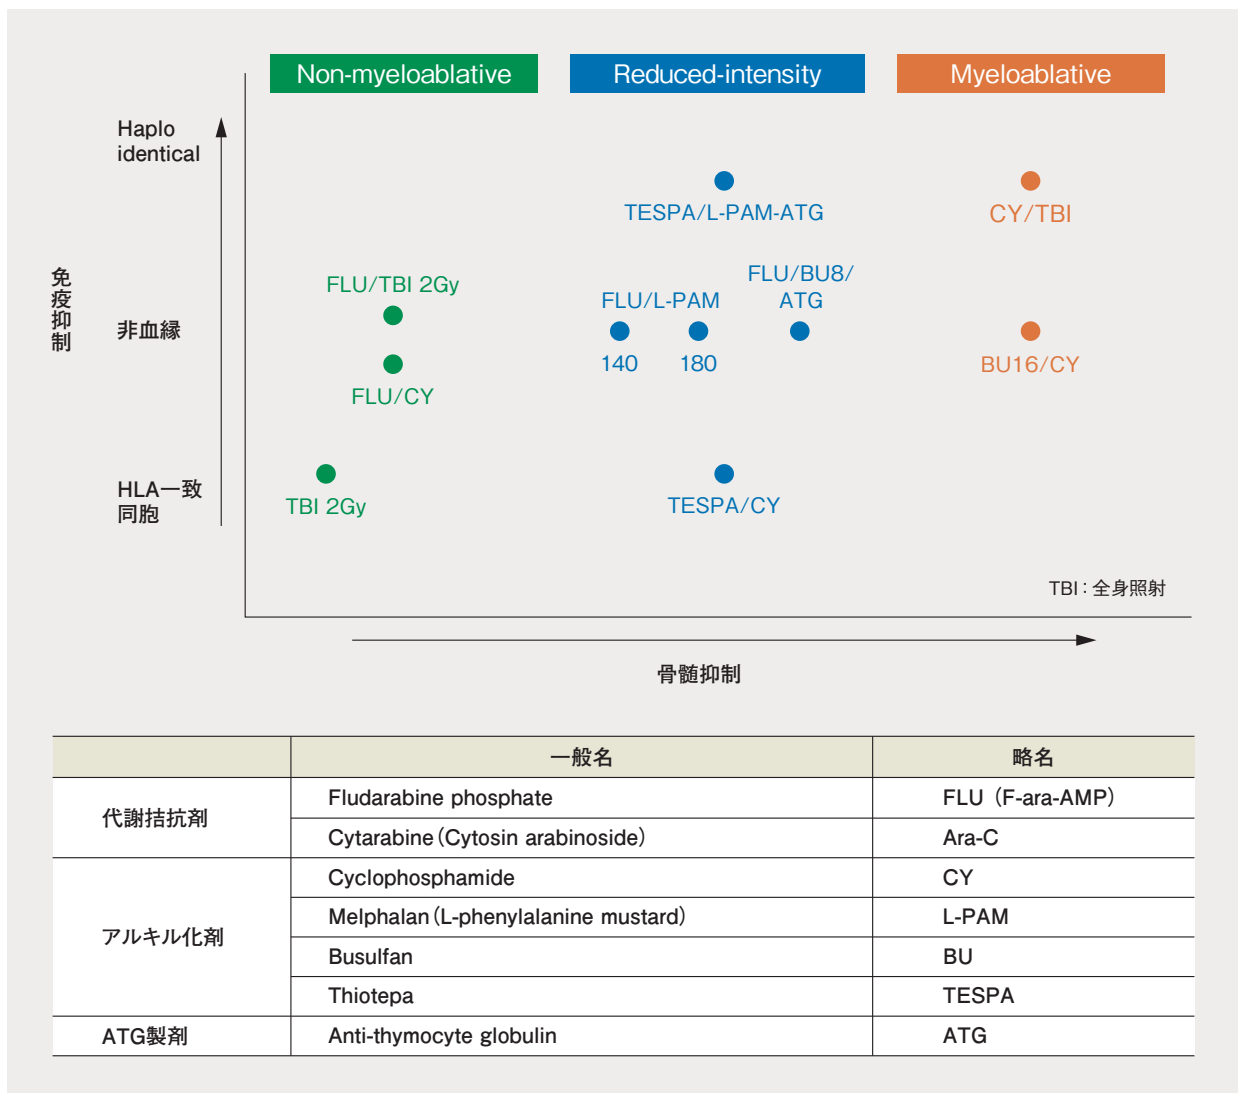 Non-myeloablative
Reduced-intensity
Myeloablative
Haplo
identical
免疫抑制
非血縁
HLA一致
同胞
TESPA/L-PAM-ATG
CY/TBI
FLU/TBI 2Gy
FLU/L-PAM
FLU/BU8/
ATG
140
180
BU16/CY
FLU/CY
TBI 2Gy
TESPA/CY
TBI：全身照射
骨髄抑制
一般名 略名
代謝拮抗剤 Fludarabine phosphate FLU（F-ara-AMP）
Cytarabine（Cytosin arabinoside） Ara-C
アルキル化剤 Cyclophosphamide CY
Melphalan（L-phenylalanine mustard） L-PAM
Busulfan BU
Thiotepa TESPA
ATG製剤 Anti-thymocyte globulin ATG